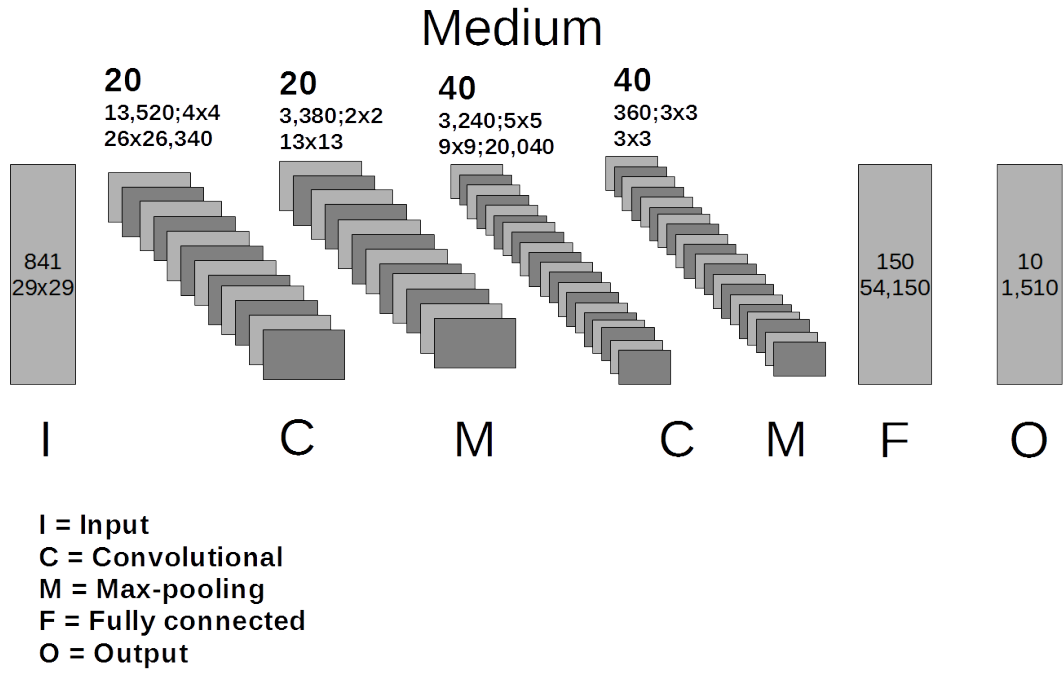 Medium
20
13,520;4x4
26x26,340
20
3,380;2x2
13x13
40
3,240;5x5
9x9;20,040
40
360;3x3
3x3
841
29x29
150
54,150
10
1,510
I C M C M F O
I = Input
C = Convolutional
M = Max-pooling
F = Fully connected
O = Output